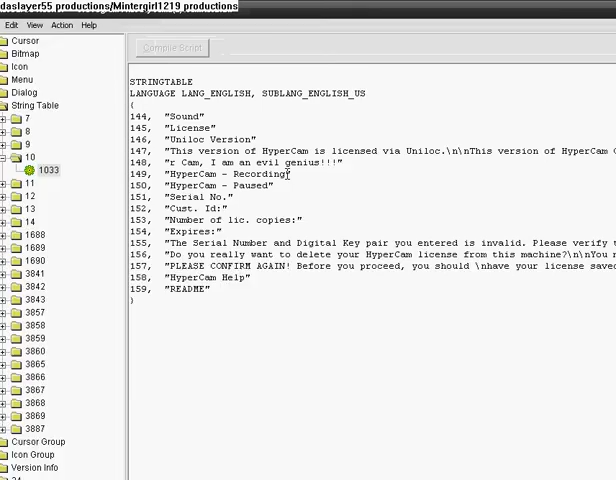 daslayer55 productions/Mintergirl1219 productions
Edit View Action Help
Cursor
Bitmap
Icon
Menu
Dialog
String Table
7
8
9
10
1033
11
12
13
14
1688
1689
1690
3841
3842
3843
3857
3858
3859
3860
3865
3866
3867
3868
3869
3887
Cursor Group
Icon Group
Version Info
Compile Script
STRINGTABLE
LANGUAGE LANG_ENGLISH, SUBLANG_ENGLISH_US
{
144, "Sound"
145, "License"
146, "Uniloc Version"
147, "This version of HyperCam is licensed via Uniloc.\n\nThis version of HyperCam
148, "r Cam, I am an evil genius!!!"
149, "HyperCam - Recording"
150, "HyperCam - Paused"
151, "Serial No."
152, "Cust. Id:"
153, "Number of lic. copies:"
154, "Expires:"
155, "The Serial Number and Digital Key pair you entered is invalid. Please verify
156, "Do you really want to delete your HyperCam license from this machine?\n\nYou
157, "PLEASE CONFIRM AGAIN! Before you proceed, you should \nhave your license saved
158, "HyperCam Help"
159, "README"
}